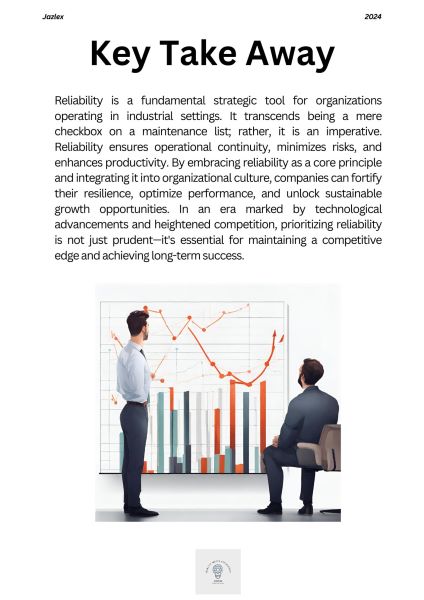 Jazlex
2024
Key Take Away
Reliability is a fundamental strategic tool for organizations
operating in industrial settings. It transcends being a mere
checkbox on a maintenance list; rather, it is an imperative.
Reliability ensures operational continuity, minimizes risks, and
enhances productivity. By embracing reliability as a core principle
and integrating it into organizational culture, companies can fortify
their resilience, optimize performance, and unlock sustainable
growth opportunities. In an era marked by technological
advancements and heightened competition, prioritizing reliability
is not just prudent—it's essential for maintaining a competitive
edge and achieving long-term success.